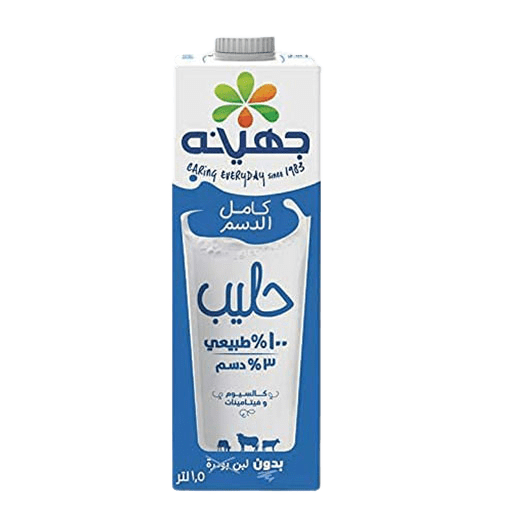 جهينه
CARING EVERYDAY since 1983
كامل
الدسم
حليب
١٠٠% طبيعي
٣% دسم
كالسيوم
و فيتامينات
بدون لبن بودرة
١,٥ لتر